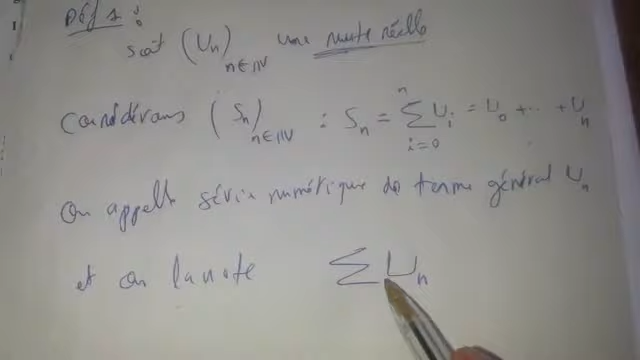 Déf 1 :
soit (Un)n∈IN une suite réelle
Considérons (Sn)n∈IN : Sn = ∑_{i=0}^{n} Ui = U0 + ... + Un
On appelle série numérique de terme général Un
et on la note ∑Un